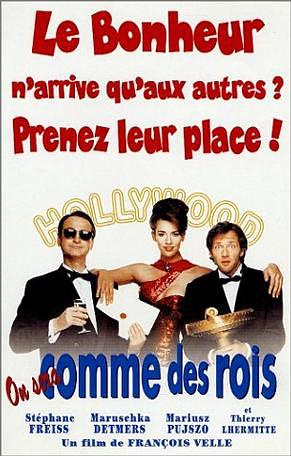 Le Bonheur
n'arrive qu'aux autres ?
Prenez leur place !
HOLLYWOOD
On sera
comme des rois
Stéphane FREISS
Maruschka DETMERS
Mariusz PUJSZO
et Thierry LHERMITTE
Un film de FRANÇOIS VELLE